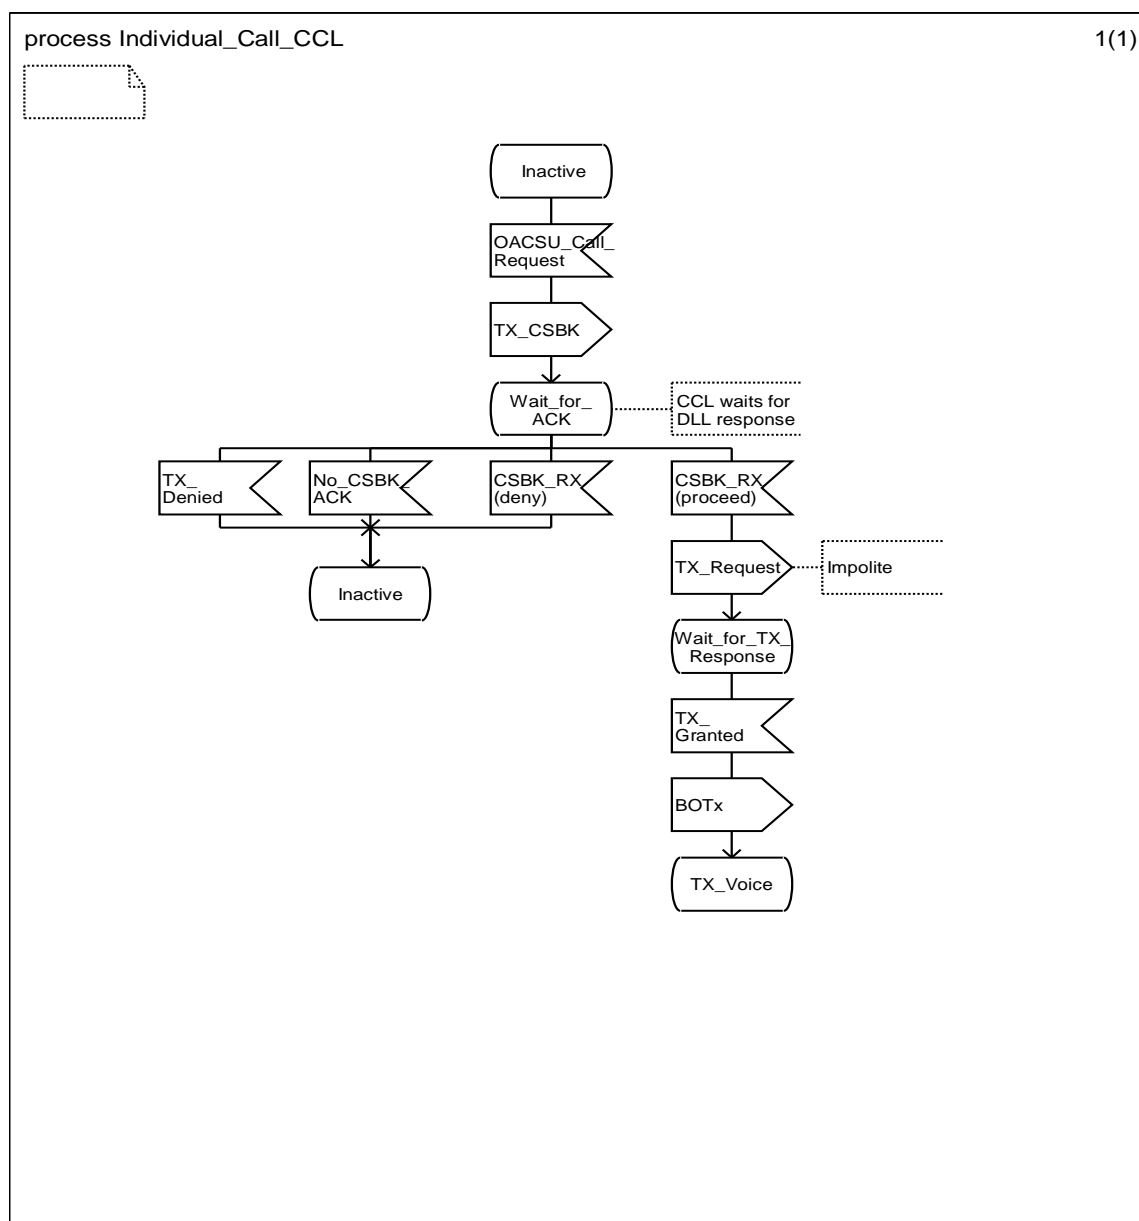 process Individual_Call_CCL
1(1)
Inactive
OACSU_Call_
Request
TX_CSBK
Wait_for_
ACK
CCL waits for
DLL response
TX_
Denied
No_CSBK_
ACK
CSBK_RX
(deny)
CSBK_RX
(proceed)
TX_Request
Impolite
Inactive
Wait_for_TX_
Response
TX_
Granted
BOTx
TX_Voice